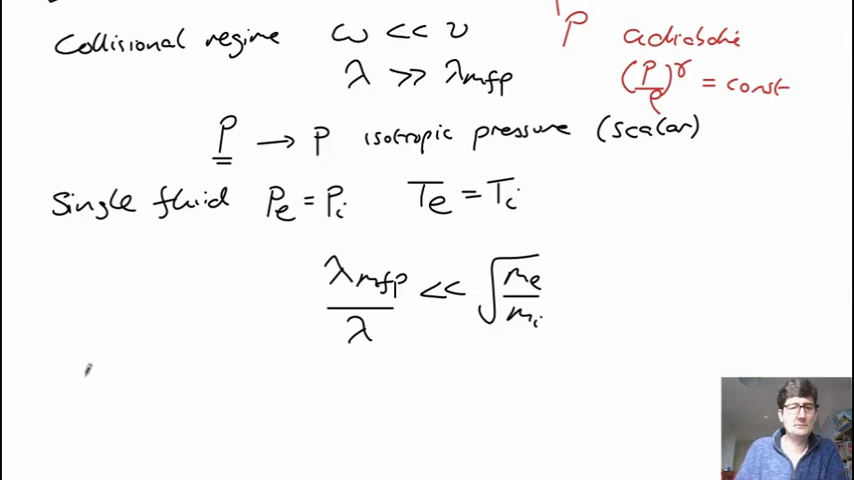 Collisional regime ω << ν
λ >> λmfp
P adiabatic
(P/ρ)^γ = const
P → P isotropic pressure (scalar)
Single fluid Pe = Pi Te = Ti
λmfp/λ << √(me/mi)